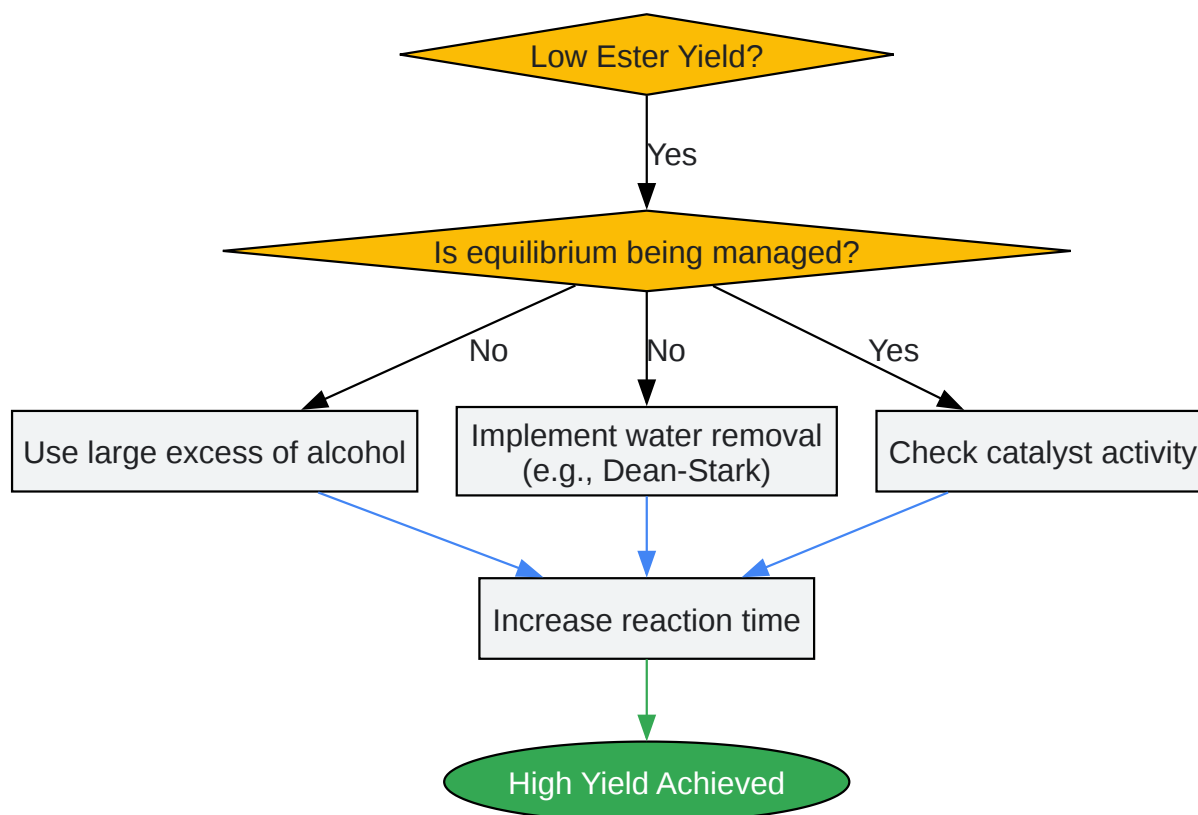 Low Ester Yield?
Yes
Is equilibrium being managed?
No
No
Yes
Use large excess of alcohol
Implement water removal
(e.g., Dean-Stark)
Check catalyst activity
Increase reaction time
High Yield Achieved